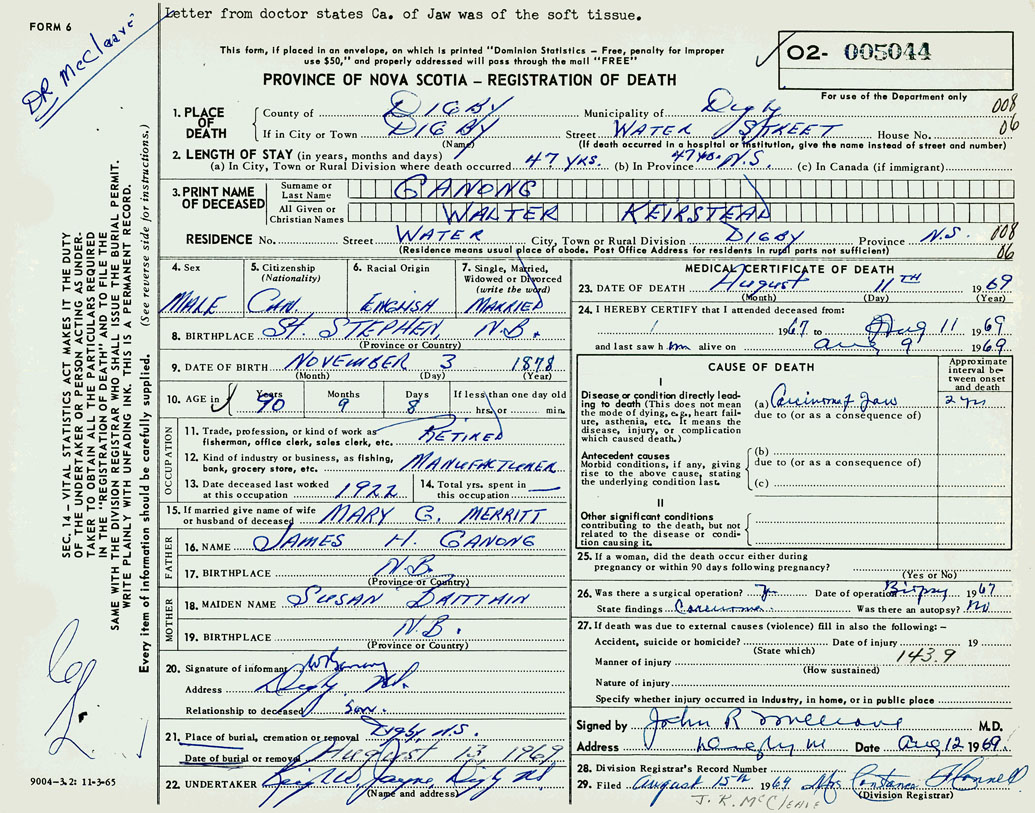 Letter from doctor states Ca. of Jaw was of the soft tissue.
FORM 6
DR McCleave
This form, if placed in an envelope, on which is printed "Dominion Statistics – Free, penalty for improper
use $50," and properly addressed will pass through the mail "FREE"
O2- 005044
For use of the Department only
PROVINCE OF NOVA SCOTIA – REGISTRATION OF DEATH
1. PLACE OF DEATH County of DIGBY Municipality of Digby 008
If in City or Town DIGBY Street WATER STREET House No. 06
(Name) (If death occurred in a hospital or institution, give the name instead of street and number)
2. LENGTH OF STAY (in years, months and days)
(a) In City, Town or Rural Division where death occurred 47 yrs. (b) In Province 47 yrs. N.S. (c) In Canada (if immigrant)
3. PRINT NAME OF DECEASED Surname or Last Name GANONG
All Given or Christian Names WALTER KEIRSTEAD
RESIDENCE No. Street WATER City, Town or Rural Division DIGBY Province N.S. 008
(Residence means usual place of abode. Post Office Address for residents in rural parts not sufficient) 06
4. Sex 5. Citizenship (Nationality) 6. Racial Origin 7. Single, Married, Widowed or Divorced (write the word)
MALE CAN. ENGLISH MARRIED
8. BIRTHPLACE St. STEPHEN, N.B.
(Province or Country)
9. DATE OF BIRTH NOVEMBER 3 1878
(Month) (Day) (Year)
10. AGE in Years Months Days If less than one day old
90 9 8 hrs. or min.
OCCUPATION
11. Trade, profession, or kind of work as fisherman, office clerk, sales clerk, etc. RETIRED
12. Kind of industry or business, as fishing, bank, grocery store, etc. MANUFACTURER
13. Date deceased last worked at this occupation 1922 14. Total yrs. spent in this occupation —
15. If married give name of wife or husband of deceased MARY G. MERRITT
FATHER
16. NAME JAMES H. GANONG
17. BIRTHPLACE N.B.
(Province or Country)
MOTHER
18. MAIDEN NAME SUSAN BRITTAIN
19. BIRTHPLACE N.B.
(Province or Country)
20. Signature of informant
Address Digby N.S.
Relationship to deceased son.
21. Place of burial, cremation or removal Digby, N.S.
Date of burial or removal August 13 1969
22. UNDERTAKER Digby N.S.
(Name and address)
MEDICAL CERTIFICATE OF DEATH
23. DATE OF DEATH August 11TH 1969
(Month) (Day) (Year)
24. I HEREBY CERTIFY that I attended deceased from:
1967 to Aug 11 1969
and last saw him alive on Aug 9 1969
CAUSE OF DEATH
Approximate interval between onset and death
I
Disease or condition directly leading to death (This does not mean the mode of dying, e.g., heart failure, asthenia, etc. It means the disease, injury, or complication which caused death.)
(a) Carcinoma of Jaw 2 yrs
due to (or as a consequence of)
Antecedent causes
Morbid conditions, if any, giving rise to the above cause, stating the underlying condition last.
(b)
due to (or as a consequence of)
(c)
II
Other significant conditions
contributing to the death, but not related to the disease or condition causing it.
25. If a woman, did the death occur either during
pregnancy or within 90 days following pregnancy?
(Yes or No)
26. Was there a surgical operation? Yes Date of operation Biopsy 1967
State findings Carcinoma Was there an autopsy? No
27. If death was due to external causes (violence) fill in also the following: –
Accident, suicide or homicide? Date of injury 19
(State which)
143.9
Manner of injury
(How sustained)
Nature of injury
Specify whether injury occurred in Industry, in home, or in public place
Signed by John R McCleave M.D.
Address Digby NS Date Aug 12 1969.
28. Division Registrar's Record Number
29. Filed August 15th 1969 Mrs Constance O'Connell
(Division Registrar)
J. R. McCLEAVE
SEC. 14 – VITAL STATISTICS ACT MAKES IT THE DUTY
OF THE UNDERTAKER OR PERSON ACTING AS UNDER-
TAKER TO OBTAIN ALL THE PARTICULARS REQUIRED
IN THE "REGISTRATION OF DEATH" AND TO FILE THE
SAME WITH THE DIVISION REGISTRAR WHO SHALL ISSUE THE BURIAL PERMIT.
WRITE PLAINLY WITH UNFADING INK. THIS IS A PERMANENT RECORD.
Every item of information should be carefully supplied. (See reverse side for instructions.)
9004–3.2: 11-3-65